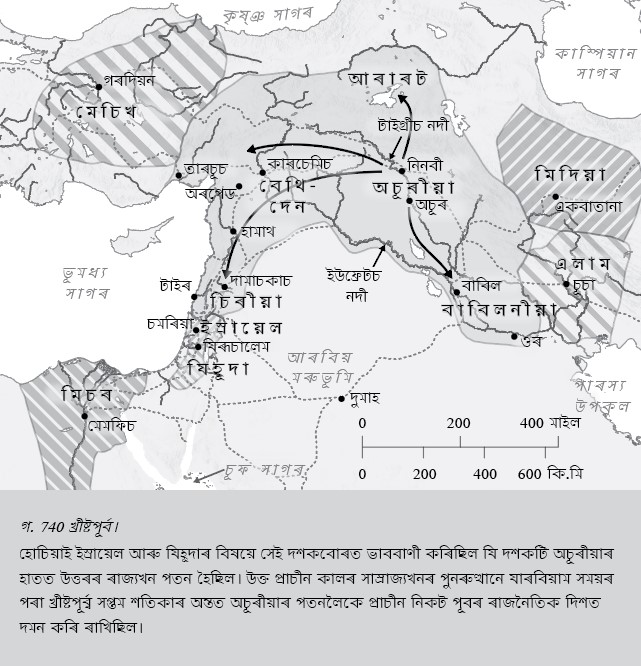 কৃষ্ঞ সাগৰ
কাস্পিয়ান
সাগৰ
গৰদিয়ন
মেচিখ
আৰাৰট
টাইগ্ৰীচ নদী
তাৰচূচ
কাৰচেমিচ
নিনবী
অৰপেড
বেথি-
দেন
অচূৰীয়া
অচূৰ
মিদিয়া
একবাতানা
হামাথ
এলাম
চূচা
ভূমধ্য
সাগৰ
টাইৰ
দামাচকাচ
চিৰীয়া
ইউফ্ৰেটচ
নদী
বাবিল
বাবিলনীয়া
চমৰিয়া
ইস্ৰায়েল
যিৰূচালেম
যিহূদা
ওৰ
আৰবিয়
মৰুভূমি
মিচৰ
দুমাহ
পাৰস্য
উপকূল
মেমফিচ
0 200 400 মাইল
0 200 400 600 কি.মি
চূফ সাগৰ
গ. 740 খ্ৰীষ্টপূৰ্ব।
হোচিয়াই ইস্ৰায়েল আৰু যিহূদাৰ বিষয়ে সেই দশকবোৰত ভাববাণী কৰিছিল যি দশকটি অচূৰীয়াৰ
হাতত উত্তৰৰ ৰাজ্যখন পতন হৈছিল। উক্ত প্ৰাচীন কালৰ সাম্ৰাজ্যখনৰ পুনৰুত্থানে যাৰবিয়াম সময়ৰ
পৰা খ্ৰীষ্টপূৰ্ব্ব সপ্তম শতিকাৰ অন্তত অচূৰীয়াৰ পতনলৈকে প্ৰাচীন নিকট পূবৰ ৰাজনৈতিক দিশত
দমন কৰি ৰাখিছিল।